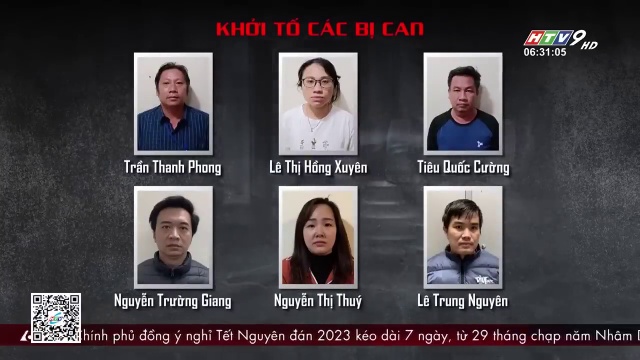 KHỞI TỐ CÁC BỊ CAN
HTV9 HD
06:31:05
Trần Thanh Phong
Lê Thị Hồng Xuyên
Tiêu Quốc Cường
Nguyễn Trường Giang
Nguyễn Thị Thuý
Lê Trung Nguyên
hính phủ đồng ý nghỉ Tết Nguyên đán 2023 kéo dài 7 ngày, từ 29 tháng chạp năm Nhâm